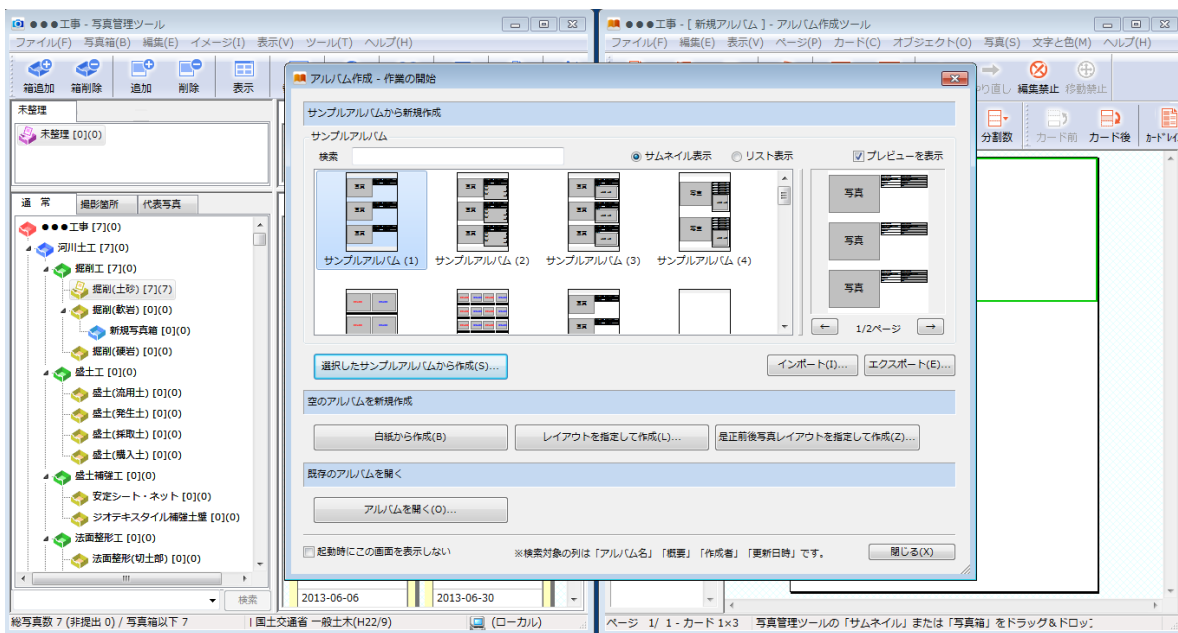 ●●●工事 - 写真管理ツール
ファイル(F) 写真箱(B) 編集(E) イメージ(I) 表示(V) ツール(T) ヘルプ(H)
箱追加 箱削除 追加 削除 表示
未整理
未整理 [0](0)
通 常 撮影箇所 代表写真
●●●工事 [7](0)
河川土工 [7](0)
掘削工 [7](0)
掘削(土砂) [7](7)
掘削(軟岩) [0](0)
新規写真箱 [0](0)
掘削(硬岩) [0](0)
盛土工 [0](0)
盛土(流用土) [0](0)
盛土(発生土) [0](0)
盛土(採取土) [0](0)
盛土(購入土) [0](0)
盛土補強工 [0](0)
安定シート・ネット [0](0)
ジオテキスタイル補強土壁 [0](0)
法面整形工 [0](0)
法面整形(切土部) [0](0)
検索
総写真数 7 (非提出 0) / 写真箱以下 7
国土交通省 一般土木(H22/9)
(ローカル)
2013-06-06 2013-06-30
アルバム作成 - 作業の開始
サンプルアルバムから新規作成
サンプルアルバム
検索 サムネイル表示 リスト表示 プレビューを表示
サンプルアルバム (1) サンプルアルバム (2) サンプルアルバム (3) サンプルアルバム (4)
写真
写真
写真
1/2ページ
選択したサンプルアルバムから作成(S)... インポート(I)... エクスポート(E)...
空のアルバムを新規作成
白紙から作成(B) レイアウトを指定して作成(L)... 是正前後写真レイアウトを指定して作成(Z)...
既存のアルバムを開く
アルバムを開く(O)...
起動時にこの画面を表示しない ※検索対象の列は「アルバム名」「概要」「作成者」「更新日時」です。 閉じる(X)
●●●工事 - [ 新規アルバム ] - アルバム作成ツール
ファイル(F) 編集(E) 表示(V) ページ(P) カード(C) オブジェクト(O) 写真(S) 文字と色(M) ヘルプ(H)
やり直し 編集禁止 移動禁止
分割数 カード前 カード後 カードレイ
ページ 1/ 1 - カード 1×3 写真管理ツールの「サムネイル」または「写真箱」をドラッグ&ドロッ